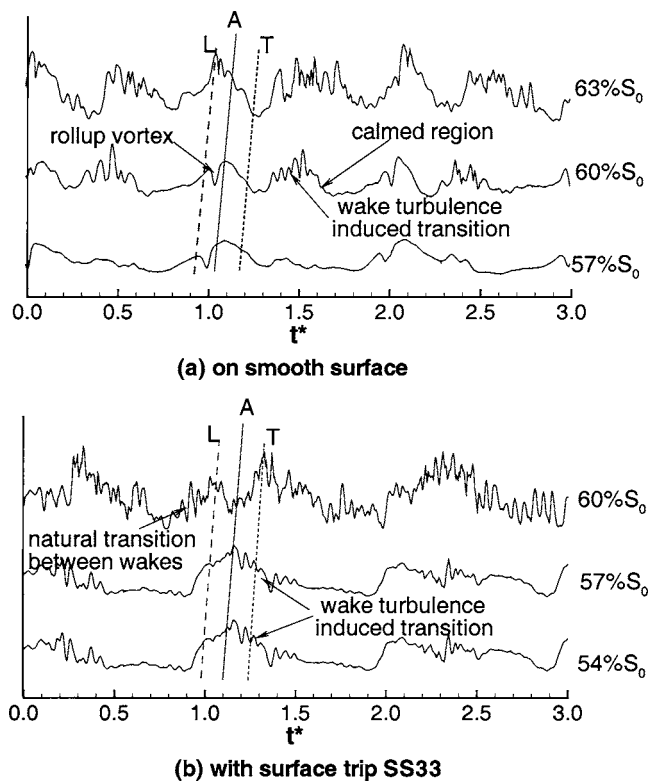 A
L
T
63%S₀
rollup vortex
calmed region
60%S₀
wake turbulence
induced transition
57%S₀
0.0 0.5 1.0 1.5 2.0 2.5 3.0
t*
(a) on smooth surface
A
L
T
60%S₀
natural transition
between wakes
57%S₀
wake turbulence
induced transition
54%S₀
0.0 0.5 1.0 1.5 2.0 2.5 3.0
t*
(b) with surface trip SS33